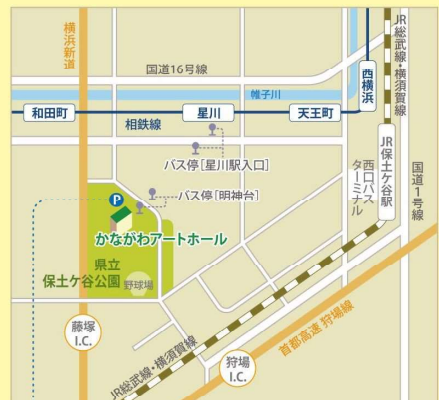 横浜新道
国道16号線
帷子川
JR総武線・横須賀線
西横浜
和田町
星川
天王町
相鉄線
バス停[星川駅入口]
JR保土ケ谷駅
西口バス
ターミナル
国道1号線
P
バス停[明神台]
かながわアートホール
県立
保土ケ谷公園
野球場
藤塚
I.C.
首都高速 狩場線
狩場
I.C.
JR総武線・横須賀線